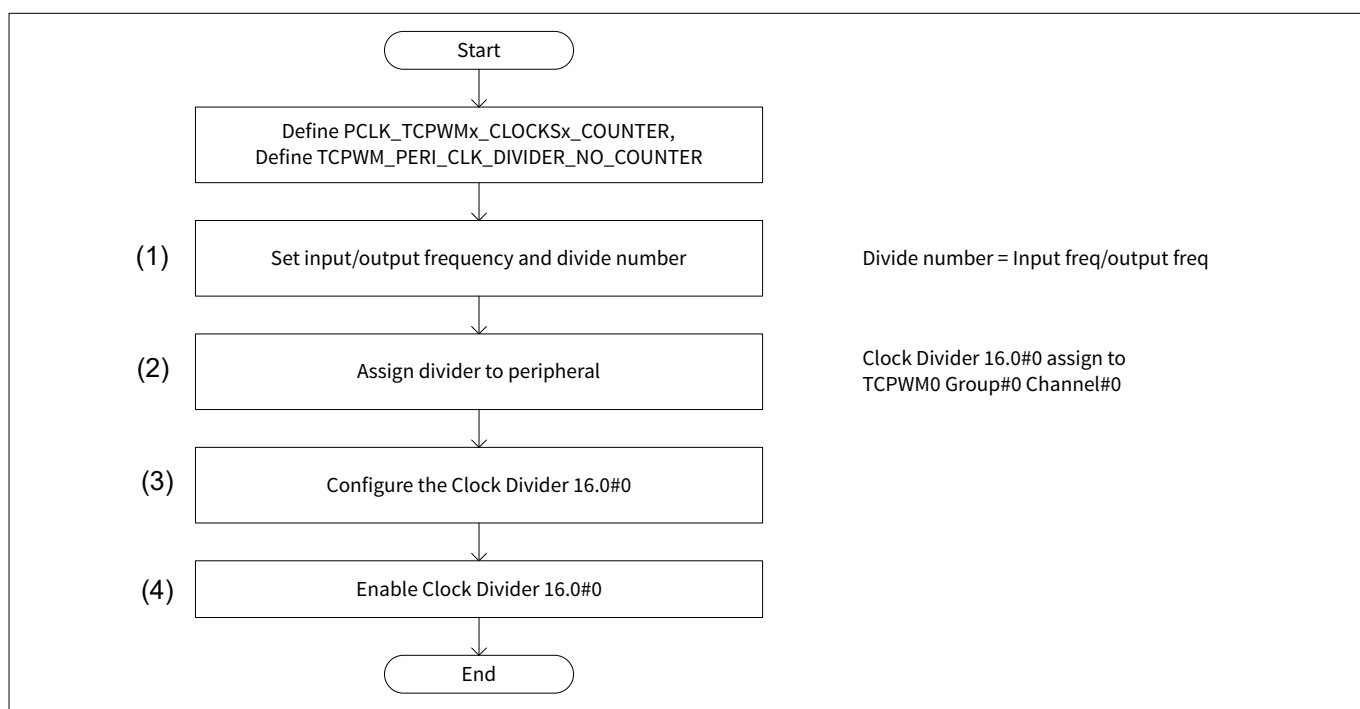 Start
Define PCLK_TCPWMx_CLOCKSx_COUNTER,
Define TCPWM_PERI_CLK_DIVIDER_NO_COUNTER
(1)
Set input/output frequency and divide number
Divide number = Input freq/output freq
(2)
Assign divider to peripheral
Clock Divider 16.0#0 assign to
TCPWM0 Group#0 Channel#0
(3)
Configure the Clock Divider 16.0#0
(4)
Enable Clock Divider 16.0#0
End